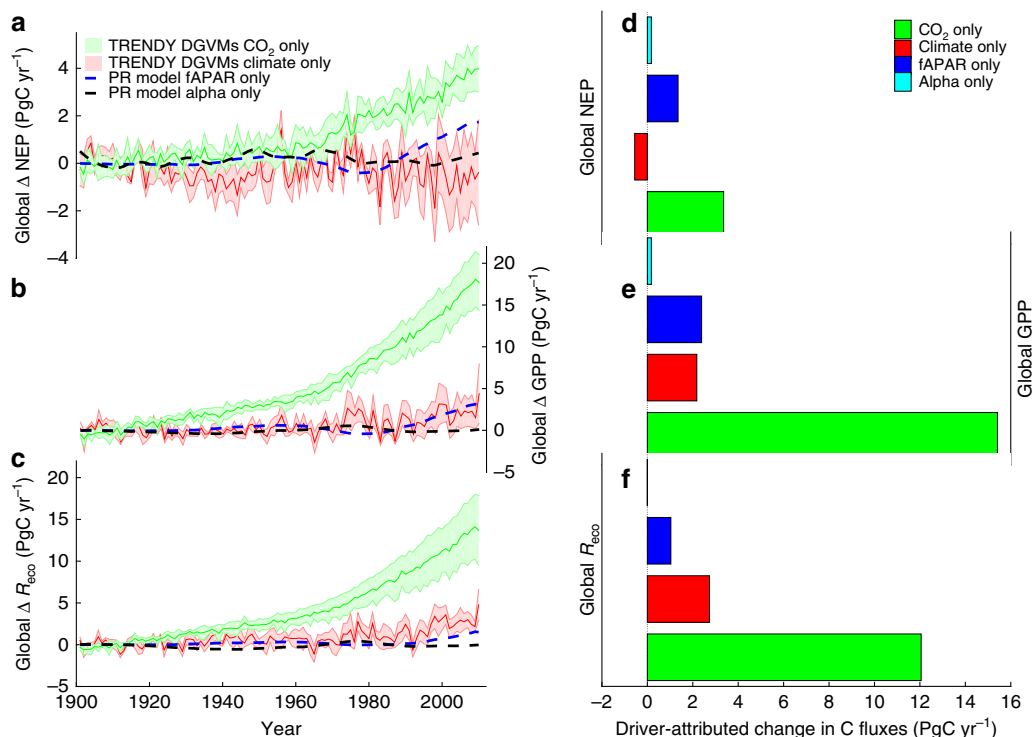 a
TRENDY DGVMs CO₂ only
TRENDY DGVMs climate only
PR model fAPAR only
PR model alpha only
4
2
0
−2
−4
Global Δ NEP (PgC yr⁻¹)
b
20
15
10
5
0
−5
Global Δ GPP (PgC yr⁻¹)
c
20
15
10
5
0
−5
Global Δ Rₑcₒ (PgC yr⁻¹)
1900 1920 1940 1960 1980 2000
Year
d
CO₂ only
Climate only
fAPAR only
Alpha only
Global NEP
e
Global GPP
f
Global Rₑcₒ
−2 0 2 4 6 8 10 12 14 16
Driver-attributed change in C fluxes (PgC yr⁻¹)